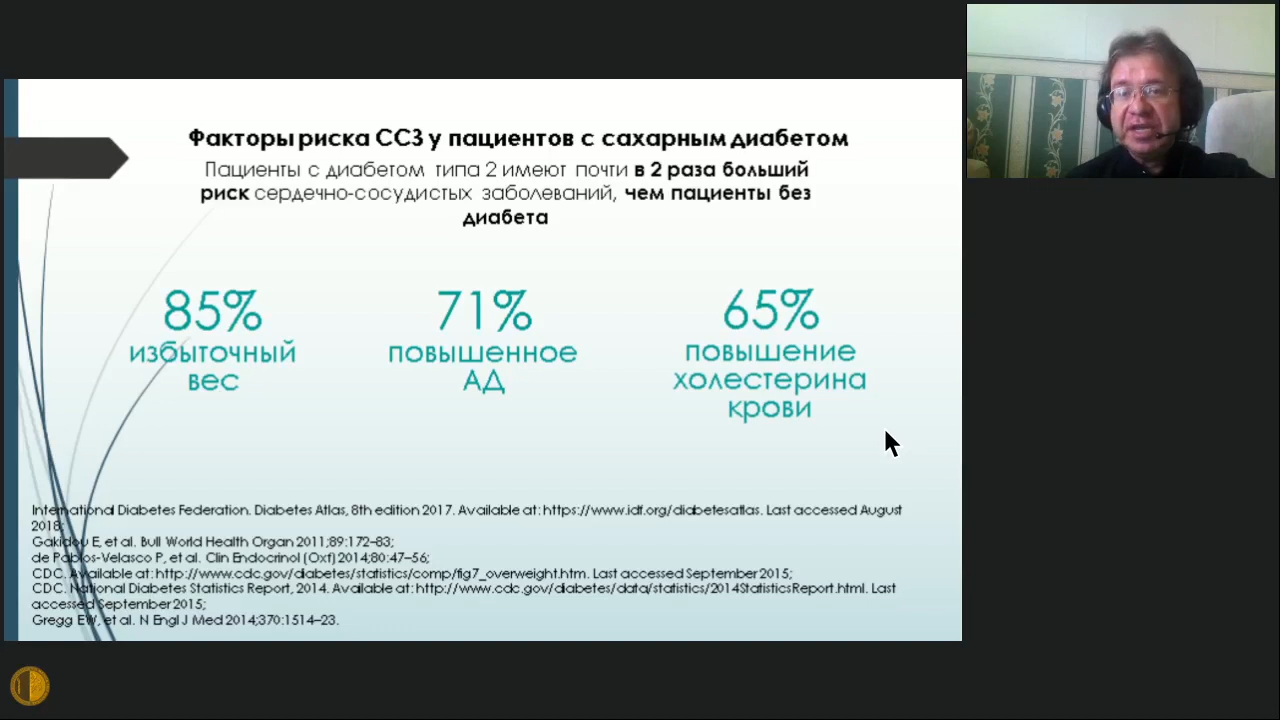 Факторы риска ССЗ у пациентов с сахарным диабетом
Пациенты с диабетом типа 2 имеют почти в 2 раза больший
риск сердечно-сосудистых заболеваний, чем пациенты без
диабета
85%
избыточный
вес
71%
повышенное
АД
65%
повышение
холестерина
крови
International Diabetes Federation. Diabetes Atlas, 8th edition 2017. Available at: https://www.idf.org/diabetesatlas. Last accessed August
2018;
Gakidou E, et al. Bull World Health Organ 2011;89:172–83;
de Pablos-Velasco P, et al. Clin Endocrinol (Oxf) 2014;80:47–56;
CDC. Available at: http://www.cdc.gov/diabetes/statistics/comp/fig7_overweight.htm. Last accessed September 2015;
CDC. National Diabetes Statistics Report, 2014. Available at: http://www.cdc.gov/diabetes/data/statistics/2014StatisticsReport.html. Last
accessed September 2015;
Gregg EW, et al. N Engl J Med 2014;370:1514–23.